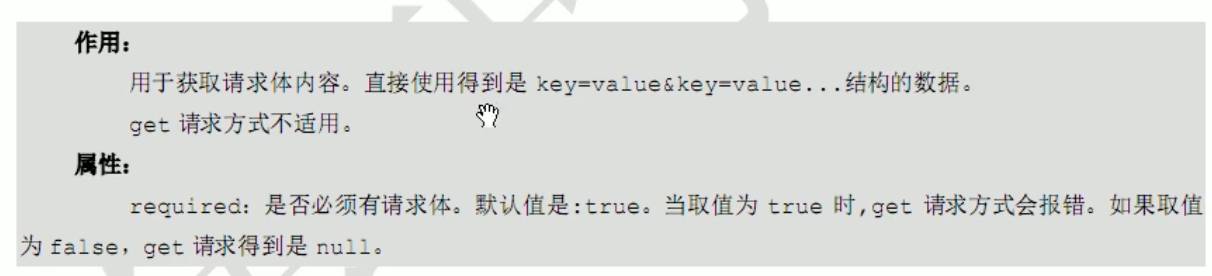 作用：
用于获取请求体内容。直接使用得到是 key=value&key=value...结构的数据。
get 请求方式不适用。
属性：
required：是否必须有请求体。默认值是:true。当取值为 true 时,get 请求方式会报错。如果取值
为 false，get 请求得到是 null。